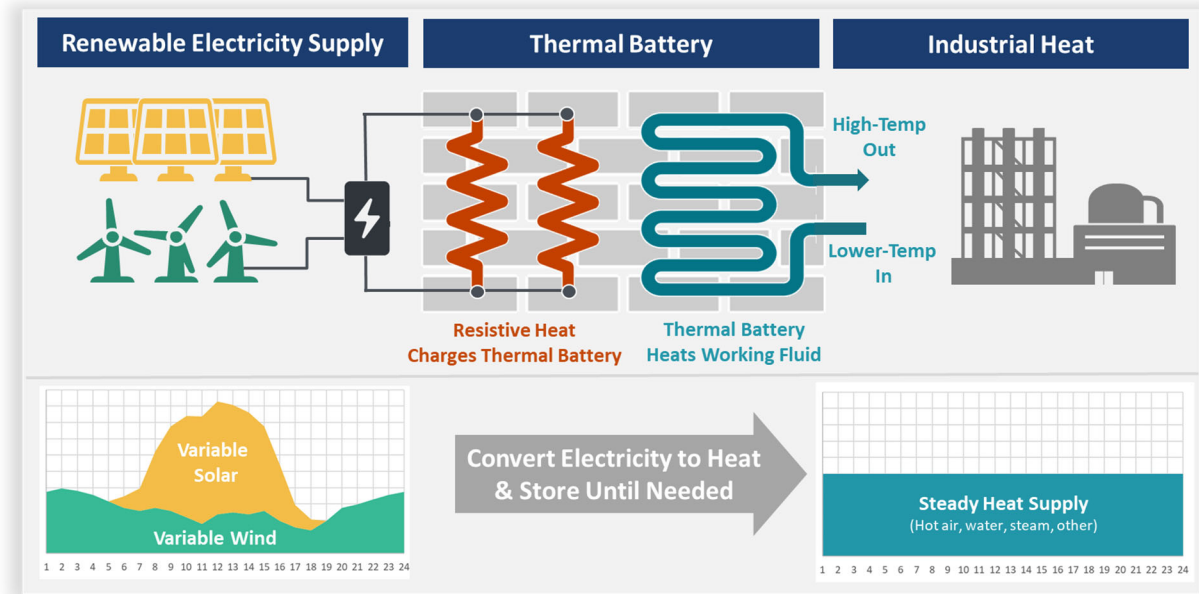 Renewable Electricity Supply
Thermal Battery
Industrial Heat
High-Temp
Out
Lower-Temp
In
Resistive Heat
Charges Thermal Battery
Thermal Battery
Heats Working Fluid
Variable
Solar
Variable Wind
1 2 3 4 5 6 7 8 9 10 11 12 13 14 15 16 17 18 19 20 21 22 23 24
Convert Electricity to Heat
& Store Until Needed
Steady Heat Supply
(Hot air, water, steam, other)
1 2 3 4 5 6 7 8 9 10 11 12 13 14 15 16 17 18 19 20 21 22 23 24